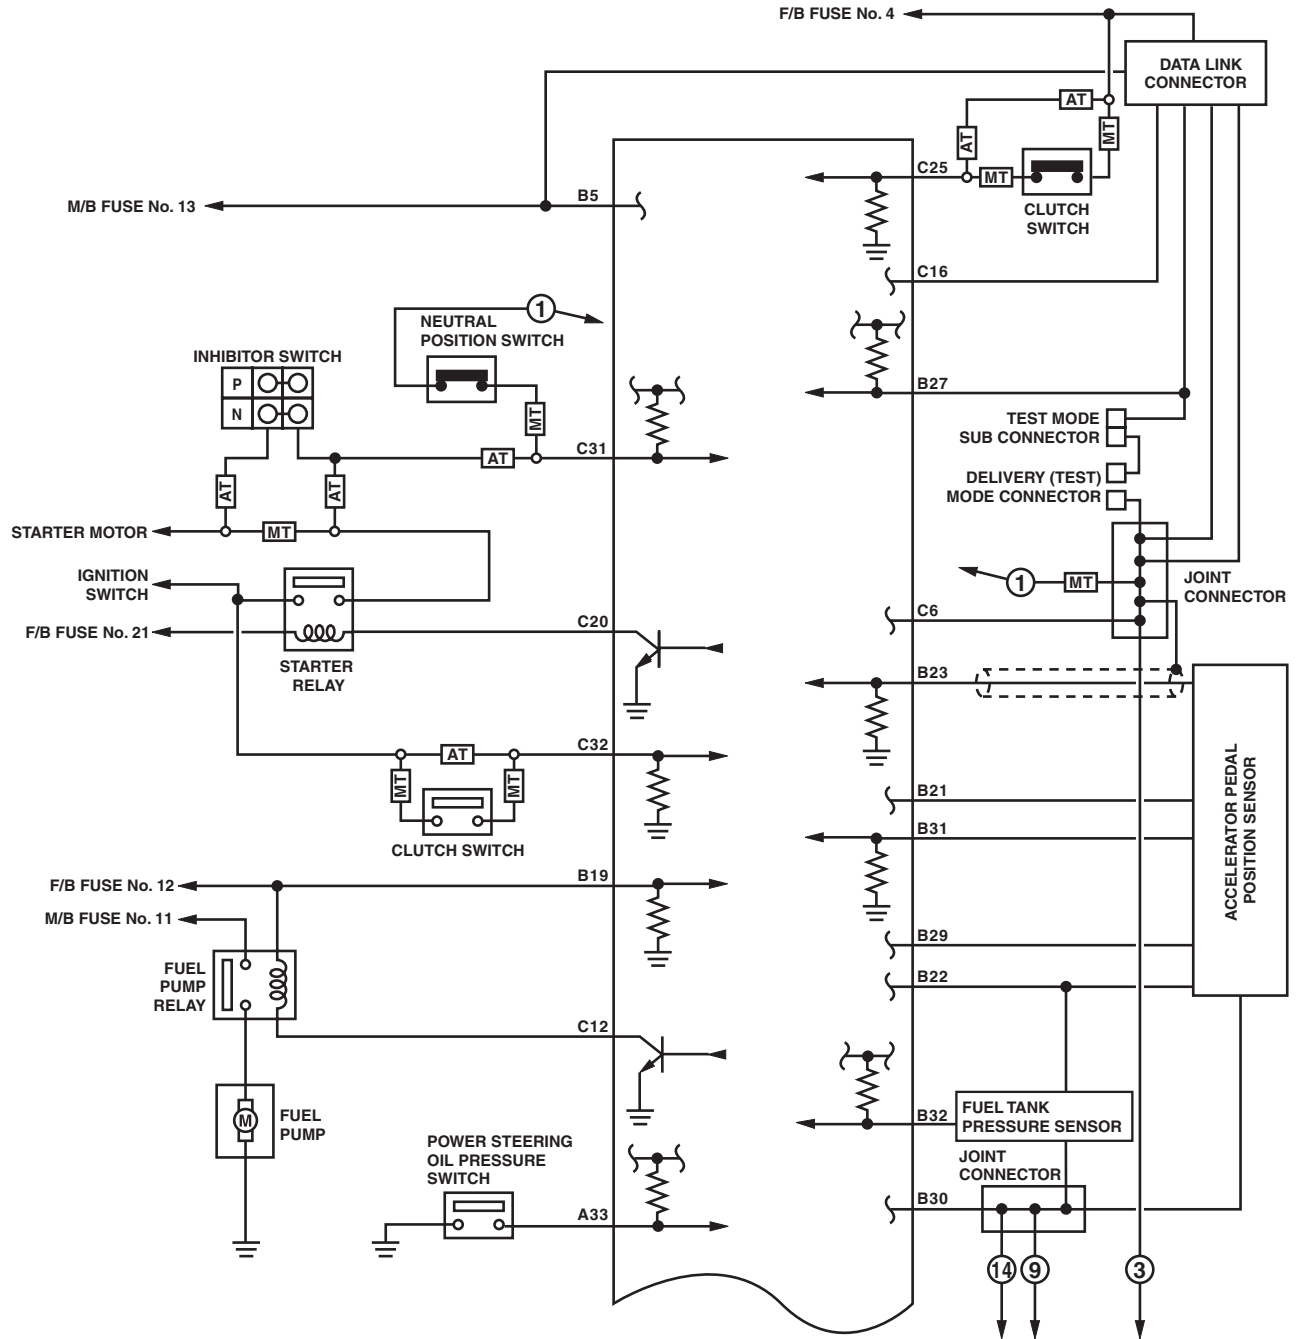 F/B FUSE No. 4
DATA LINK
CONNECTOR
AT
AT
MT
C25
MT
CLUTCH
SWITCH
M/B FUSE No. 13
B5
C16
1
NEUTRAL
POSITION SWITCH
INHIBITOR SWITCH
P
N
MT
B27
TEST MODE
SUB CONNECTOR
AT
C31
DELIVERY (TEST)
MODE CONNECTOR
AT
AT
STARTER MOTOR
MT
IGNITION
SWITCH
1
MT
JOINT
CONNECTOR
F/B FUSE No. 21
C20
C6
STARTER
RELAY
B23
C32
AT
MT
MT
CLUTCH SWITCH
B21
B31
ACCELERATOR PEDAL
POSITION SENSOR
F/B FUSE No. 12
B19
M/B FUSE No. 11
B29
FUEL
PUMP
RELAY
B22
C12
M
FUEL
PUMP
B32
FUEL TANK
PRESSURE SENSOR
POWER STEERING
OIL PRESSURE
SWITCH
JOINT
CONNECTOR
A33
B30
14
9
3